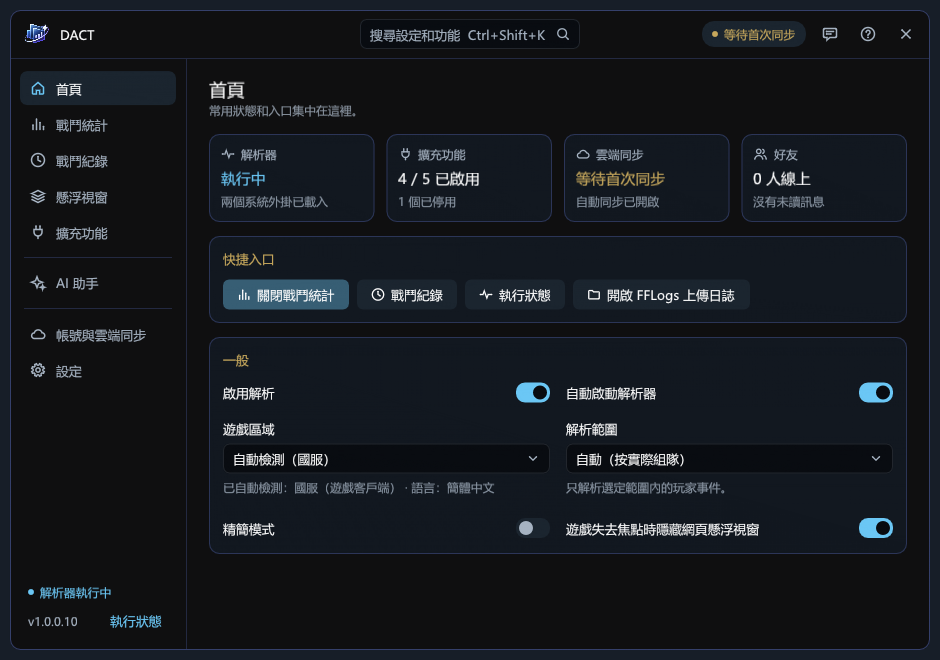 DACT
搜尋設定和功能 Ctrl+Shift+K
等待首次同步
首頁
戰鬥統計
戰鬥紀錄
懸浮視窗
擴充功能
AI 助手
帳號與雲端同步
設定
解析器執行中
v1.0.0.10 執行狀態
首頁
常用狀態和入口集中在這裡。
解析器
執行中
兩個系統外掛已載入
擴充功能
4 / 5 已啟用
1 個已停用
雲端同步
等待首次同步
自動同步已開啟
好友
0 人線上
沒有未讀訊息
快捷入口
關閉戰鬥統計 戰鬥紀錄 執行狀態 開啟 FFLogs 上傳日誌
一般
啟用解析
自動啟動解析器
遊戲區域
自動檢測（國服）
已自動檢測：國服（遊戲客戶端） · 語言：簡體中文
解析範圍
自動（按實際組隊）
只解析選定範圍內的玩家事件。
精簡模式
遊戲失去焦點時隱藏網頁懸浮視窗